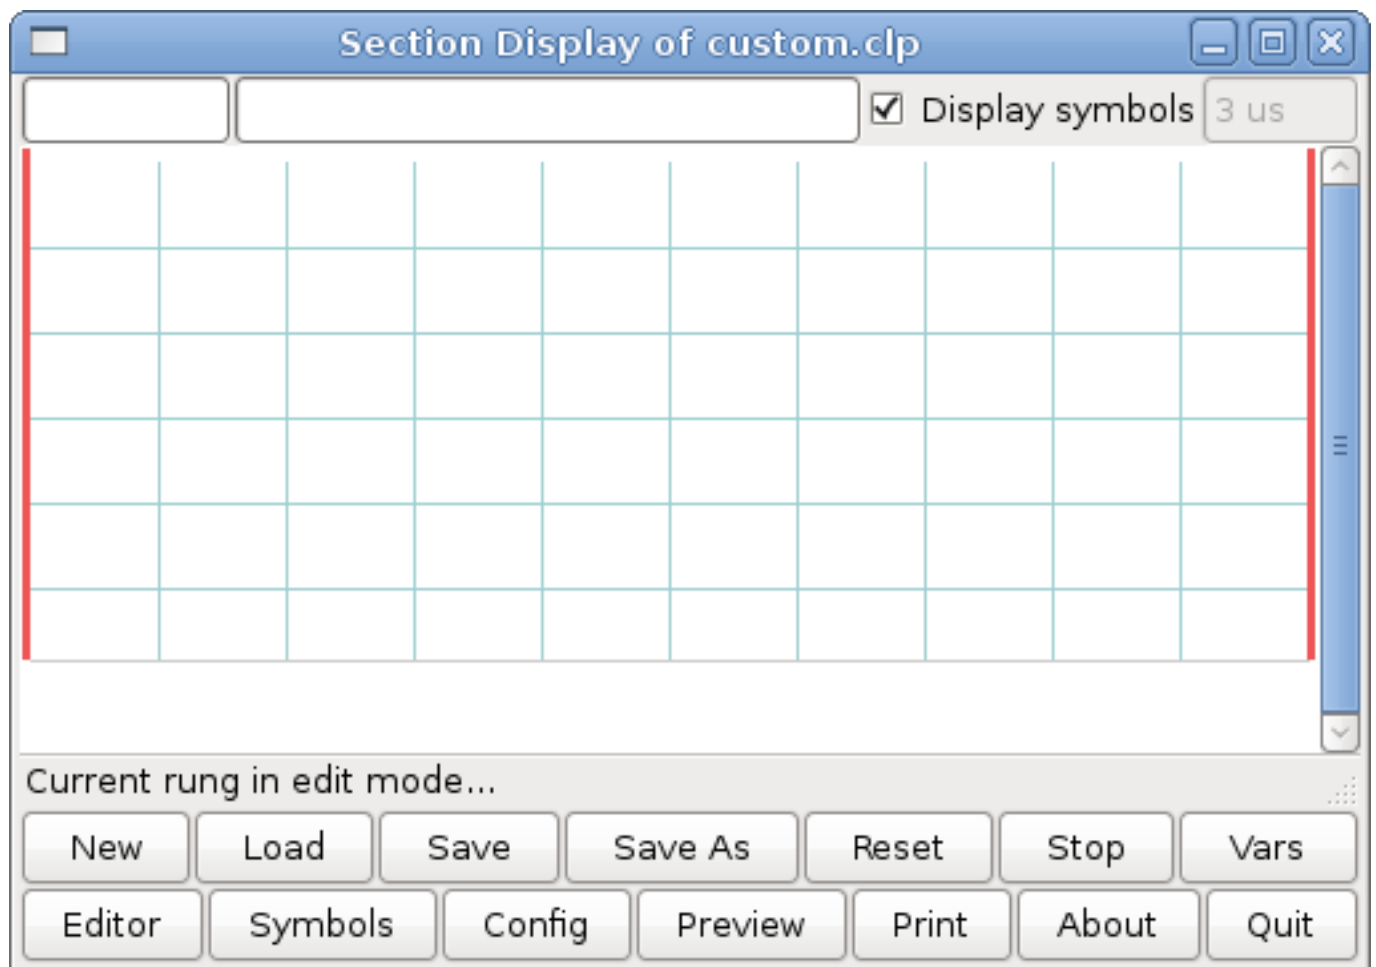 Section Display of custom.clp
Display symbols 3 us
Current rung in edit mode...
New Load Save Save As Reset Stop Vars
Editor Symbols Config Preview Print About Quit